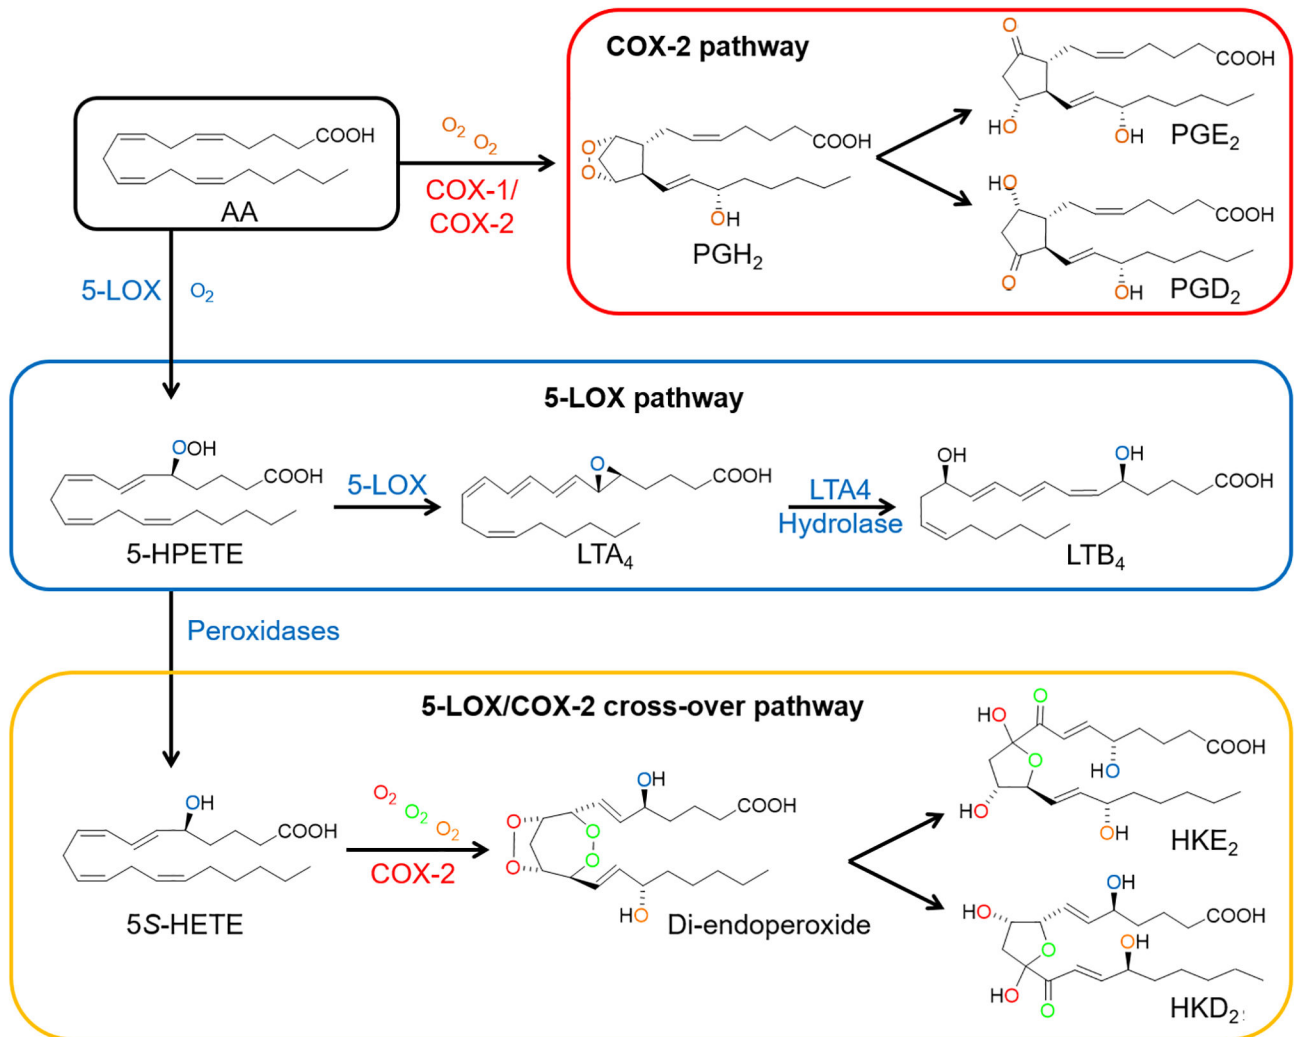 COX-2 pathway
O
COOH
HO
OH
PGE2
COOH
AA
O2
O2
COX-1/
COX-2
O
O
COOH
OH
PGH2
HO
COOH
O
OH
PGD2
5-LOX
O2
5-LOX pathway
OOH
COOH
5-HPETE
5-LOX
O
COOH
LTA4
LTA4
Hydrolase
OH
OH
COOH
LTB4
Peroxidases
5-LOX/COX-2 cross-over pathway
OH
COOH
5S-HETE
O2
O2
O2
COX-2
OH
COOH
O
O
O
O
HO
Di-endoperoxide
HO
O
O
COOH
HO
HO
OH
HKE2
OH
HO
COOH
O
OH
HO
O
HKD2